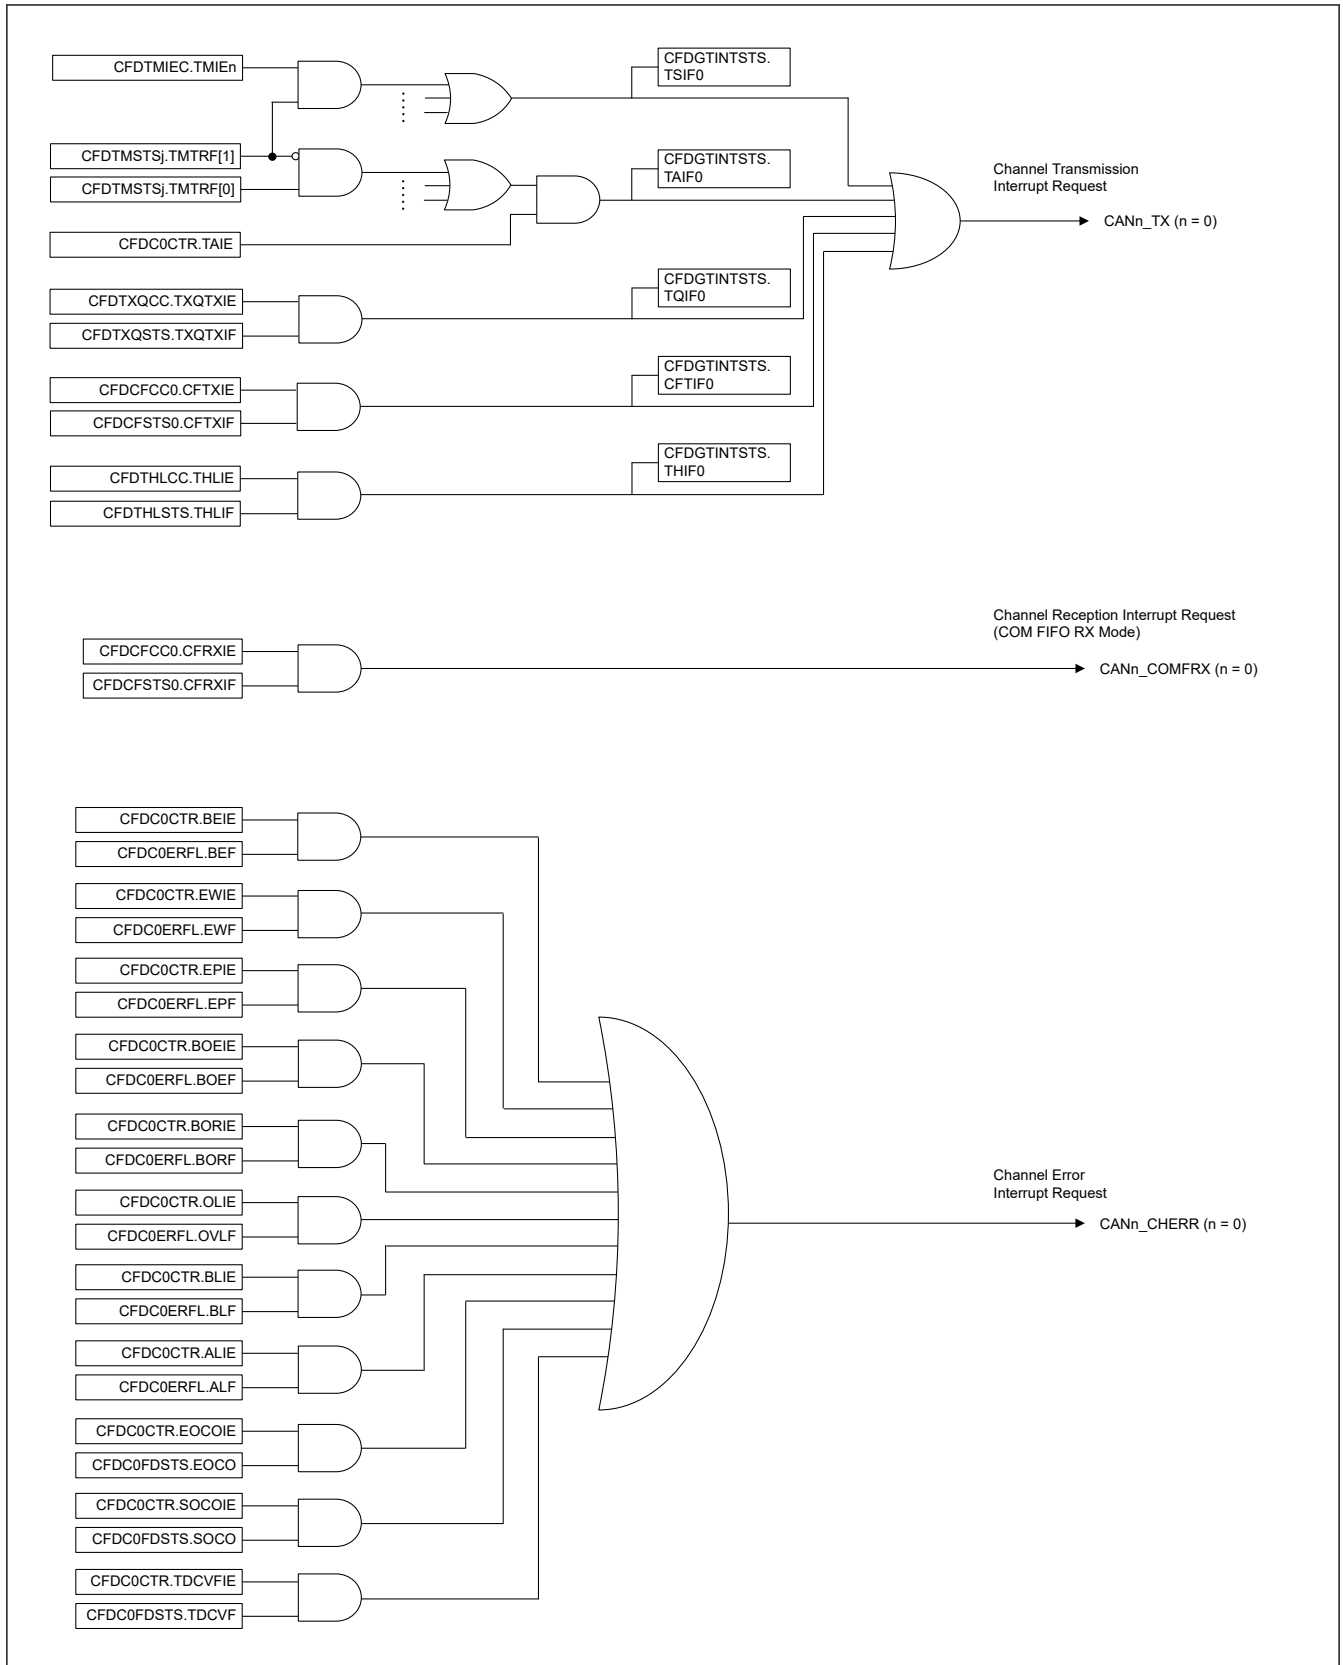 CFDTMIEC.TMIEn
CFDGTINTSTS.
TSIF0
CFDTMSTSj.TMTRF[1]
CFDTMSTSj.TMTRF[0]
CFDGTINTSTS.
TAIF0
CFDC0CTR.TAIE
Channel Transmission
Interrupt Request
CANn_TX (n = 0)
CFDTXQCC.TXQTXIE
CFDTXQSTS.TXQTXIF
CFDGTINTSTS.
TQIF0
CFDCFCC0.CFTXIE
CFDCFSTS0.CFTXIF
CFDGTINTSTS.
CFTIF0
CFDTHLCC.THLIE
CFDTHLSTS.THLIF
CFDGTINTSTS.
THIF0
Channel Reception Interrupt Request
(COM FIFO RX Mode)
CFDCFCC0.CFRXIE
CFDCFSTS0.CFRXIF
CANn_COMFRX (n = 0)
CFDC0CTR.BEIE
CFDC0ERFL.BEF
CFDC0CTR.EWIE
CFDC0ERFL.EWF
CFDC0CTR.EPIE
CFDC0ERFL.EPF
CFDC0CTR.BOEIE
CFDC0ERFL.BOEF
CFDC0CTR.BORIE
CFDC0ERFL.BORF
CFDC0CTR.OLIE
CFDC0ERFL.OVLF
Channel Error
Interrupt Request
CANn_CHERR (n = 0)
CFDC0CTR.BLIE
CFDC0ERFL.BLF
CFDC0CTR.ALIE
CFDC0ERFL.ALF
CFDC0CTR.EOCOIE
CFDC0FDSTS.EOCO
CFDC0CTR.SOCOIE
CFDC0FDSTS.SOCO
CFDC0CTR.TDCVFIE
CFDC0FDSTS.TDCVF